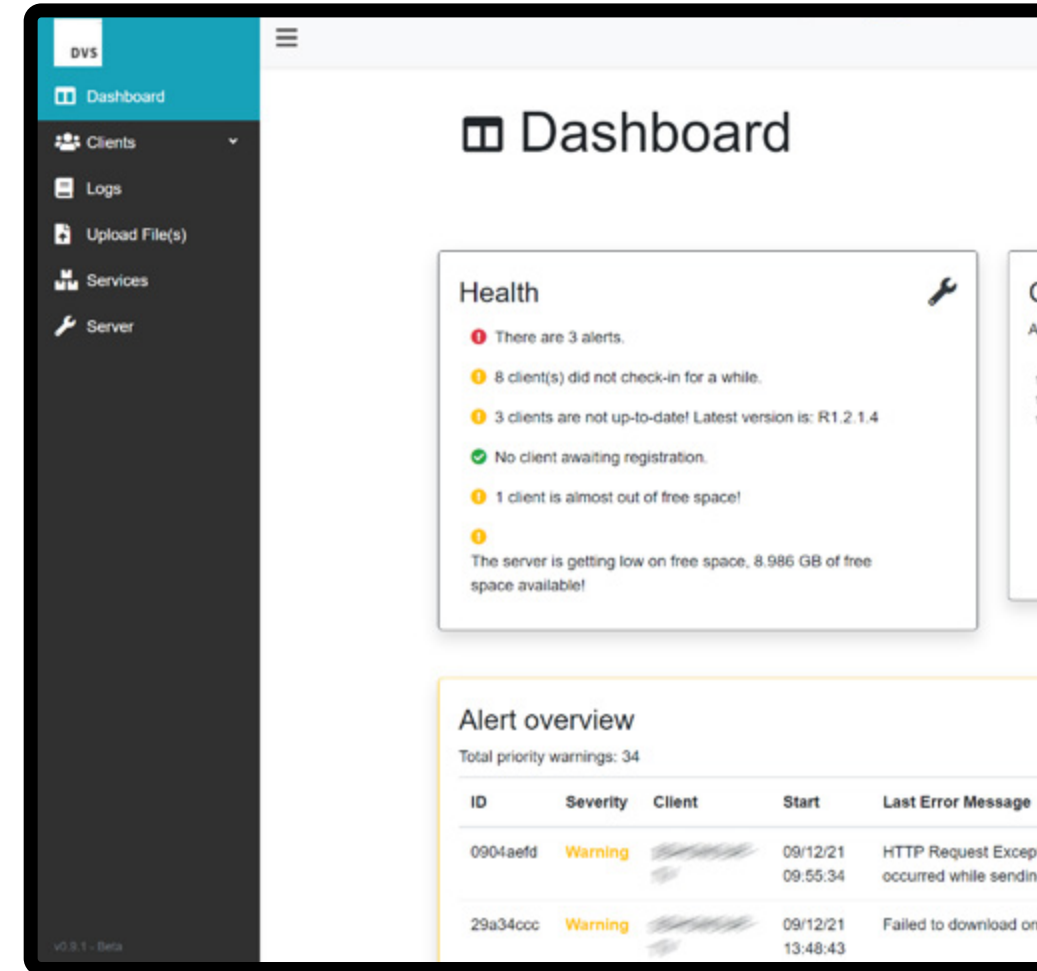 DVS
Dashboard
Clients
Logs
Upload File(s)
Services
Server
v0.9.1 - Beta
Dashboard
Health
There are 3 alerts.
8 client(s) did not check-in for a while.
3 clients are not up-to-date! Latest version is: R1.2.1.4
No client awaiting registration.
1 client is almost out of free space!
The server is getting low on free space, 8.986 GB of free
space available!
Alert overview
Total priority warnings: 34
ID Severity Client Start Last Error Message
0904aefd Warning 09/12/21 HTTP Request Excep
09:55:34 occurred while sendin
29a34ccc Warning 09/12/21 Failed to download on
13:48:43